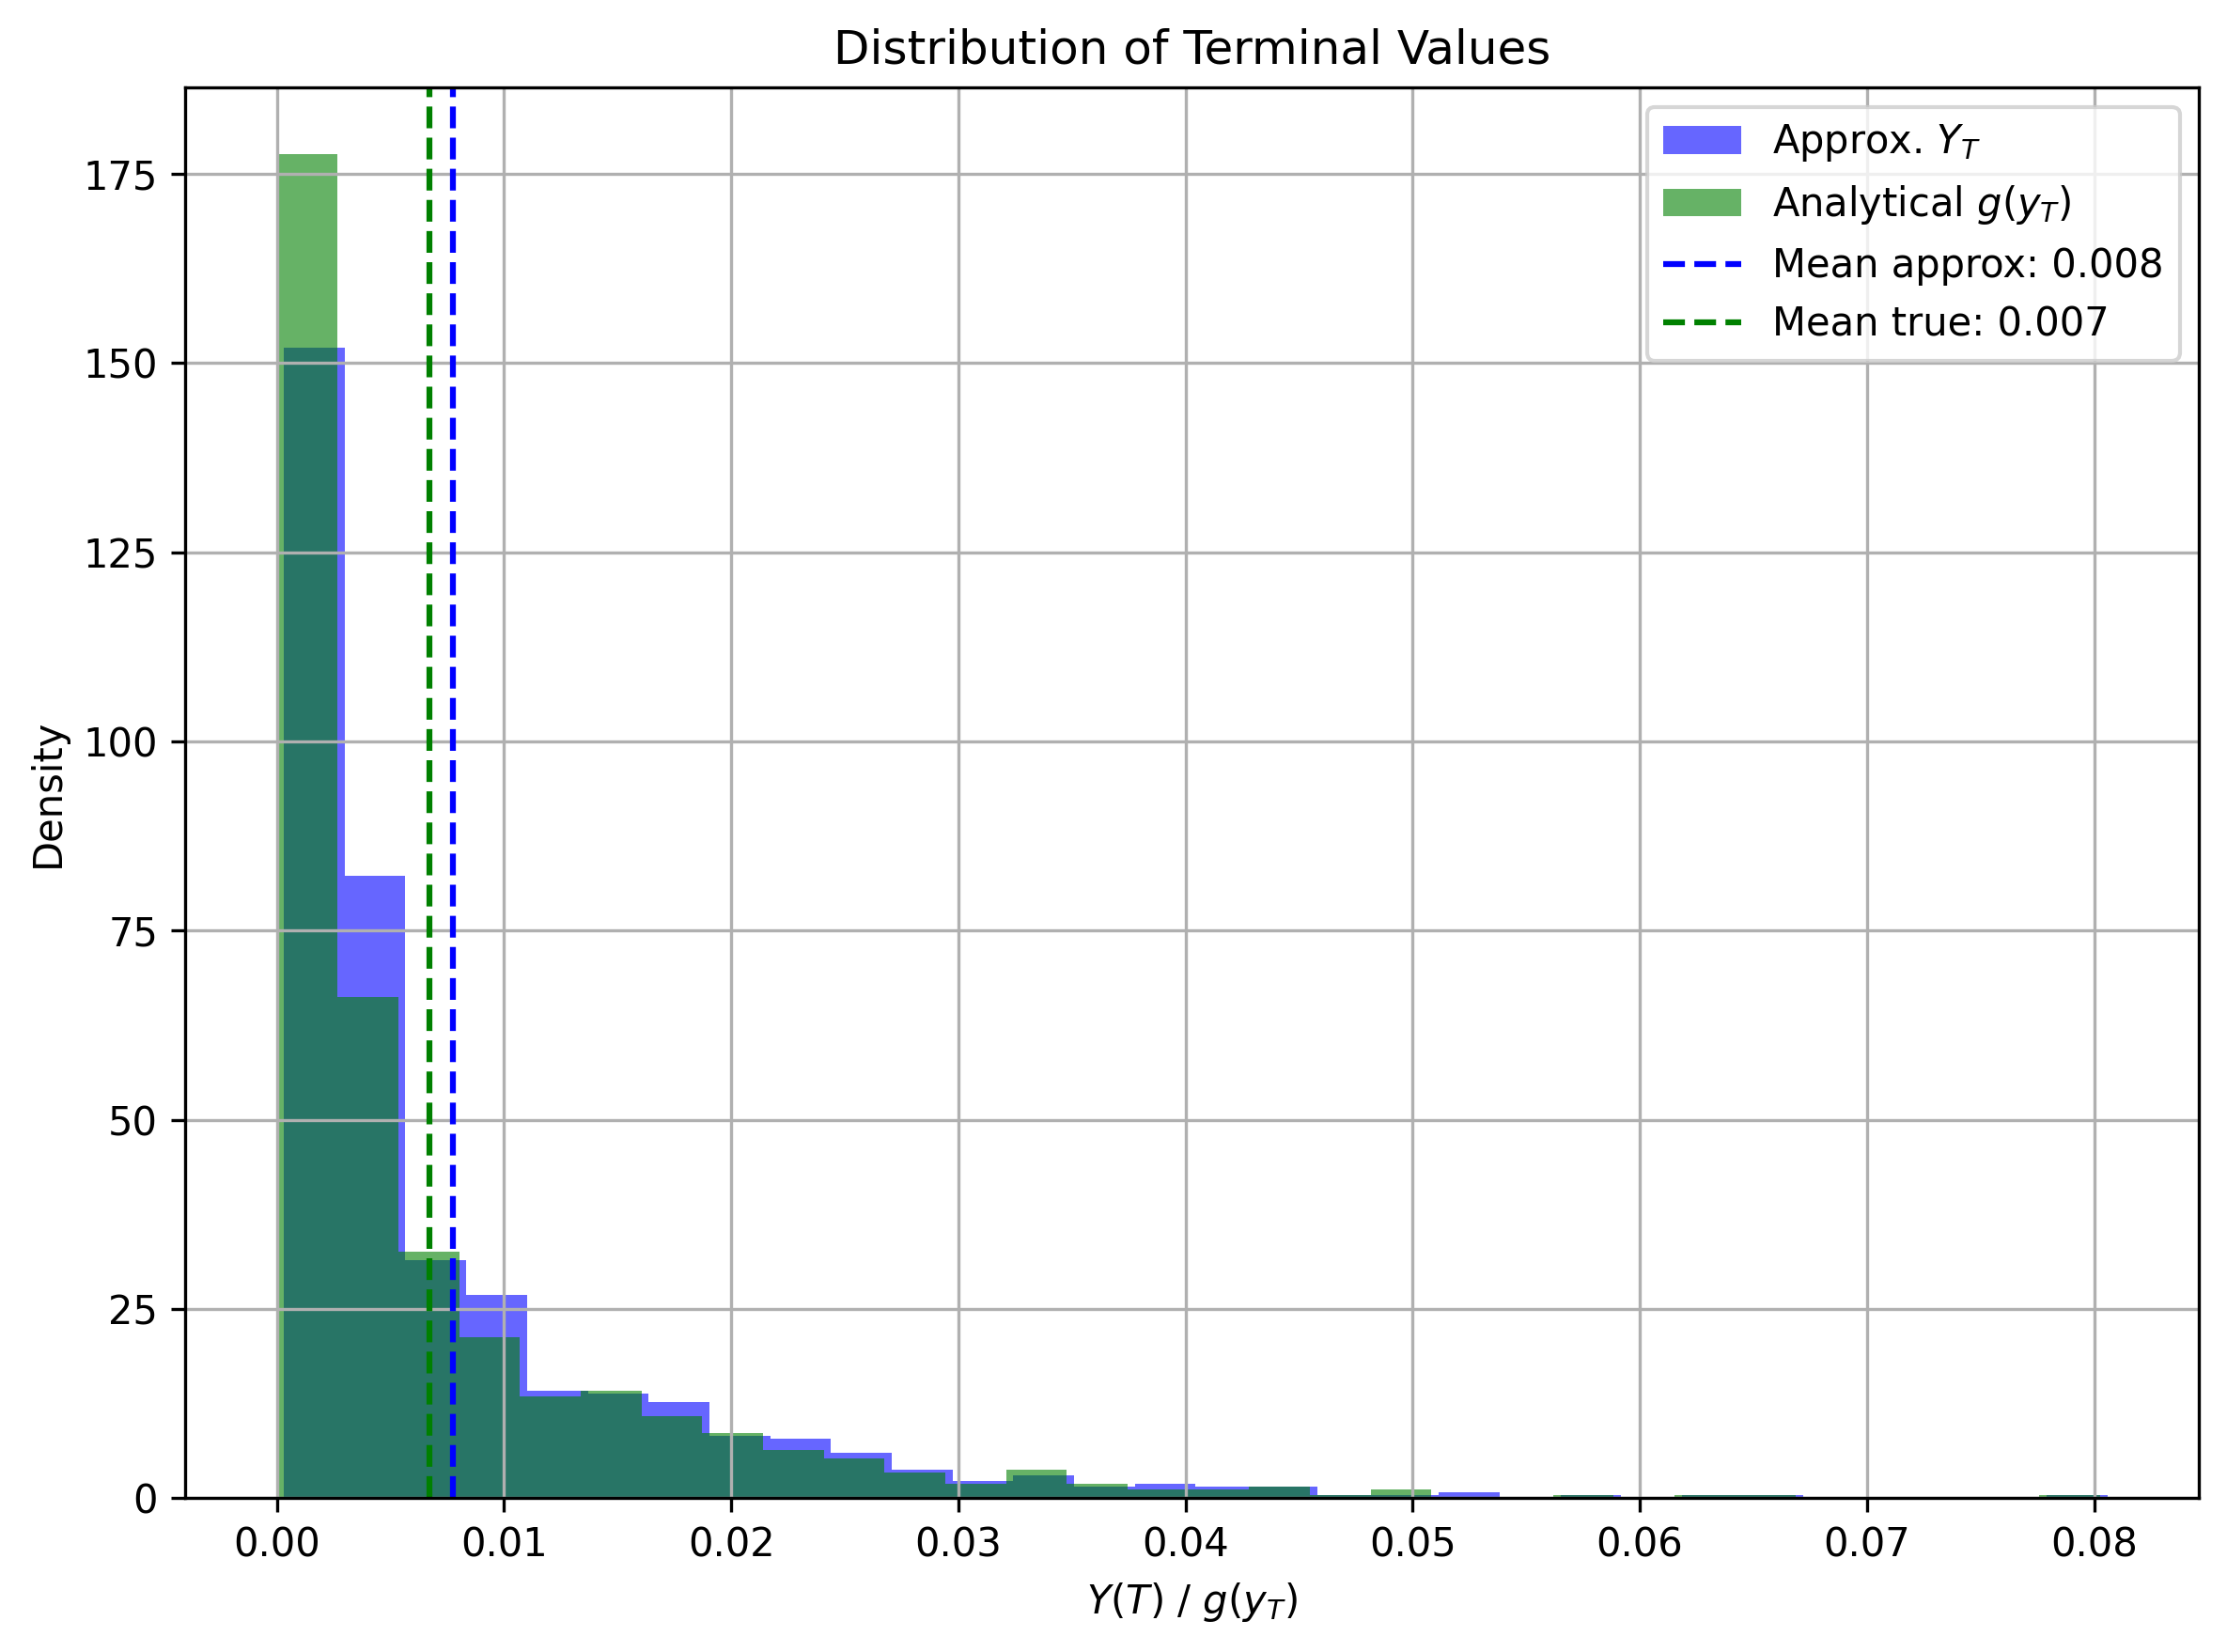 Distribution of Terminal Values
Approx. Y_T
Analytical g(y_T)
Mean approx: 0.008
Mean true: 0.007
175
150
125
100
75
50
25
0
Density
0.00 0.01 0.02 0.03 0.04 0.05 0.06 0.07 0.08
Y(T) / g(y_T)